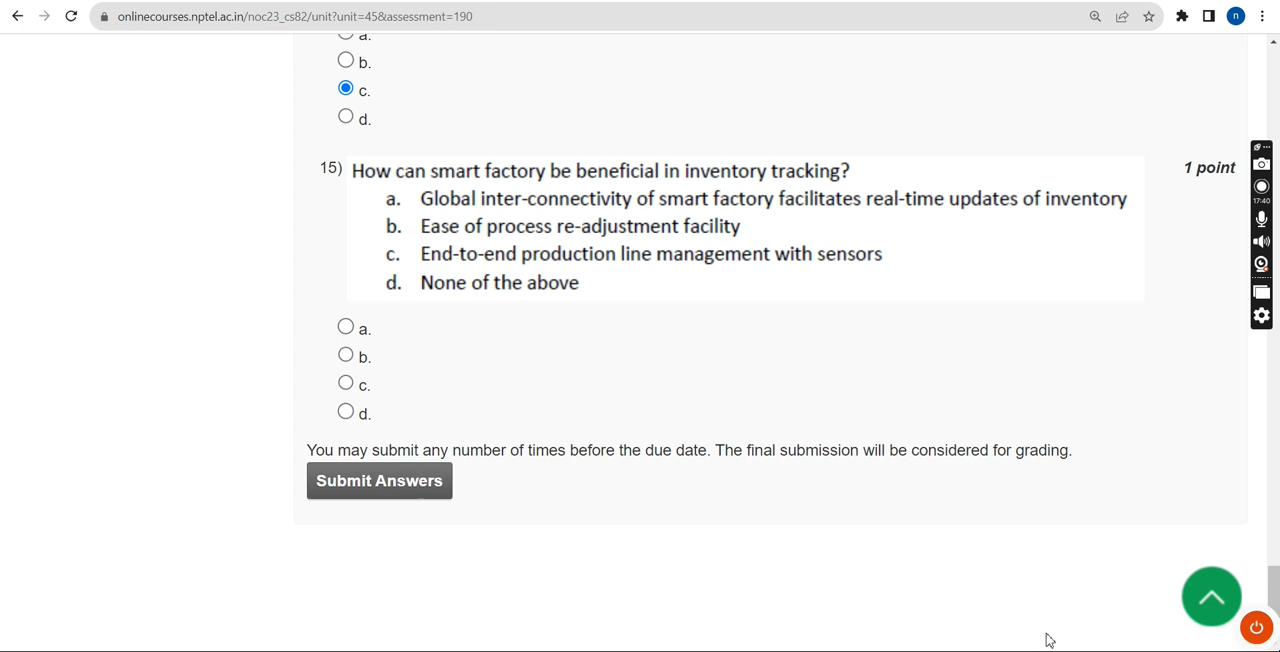 onlinecourses.nptel.ac.in/noc23_cs82/unit?unit=45&assessment=190
n
a.
b.
c.
d.
15) How can smart factory be beneficial in inventory tracking? 1 point
a. Global inter-connectivity of smart factory facilitates real-time updates of inventory
b. Ease of process re-adjustment facility
c. End-to-end production line management with sensors
d. None of the above
a.
b.
c.
d.
You may submit any number of times before the due date. The final submission will be considered for grading.
Submit Answers
17:40